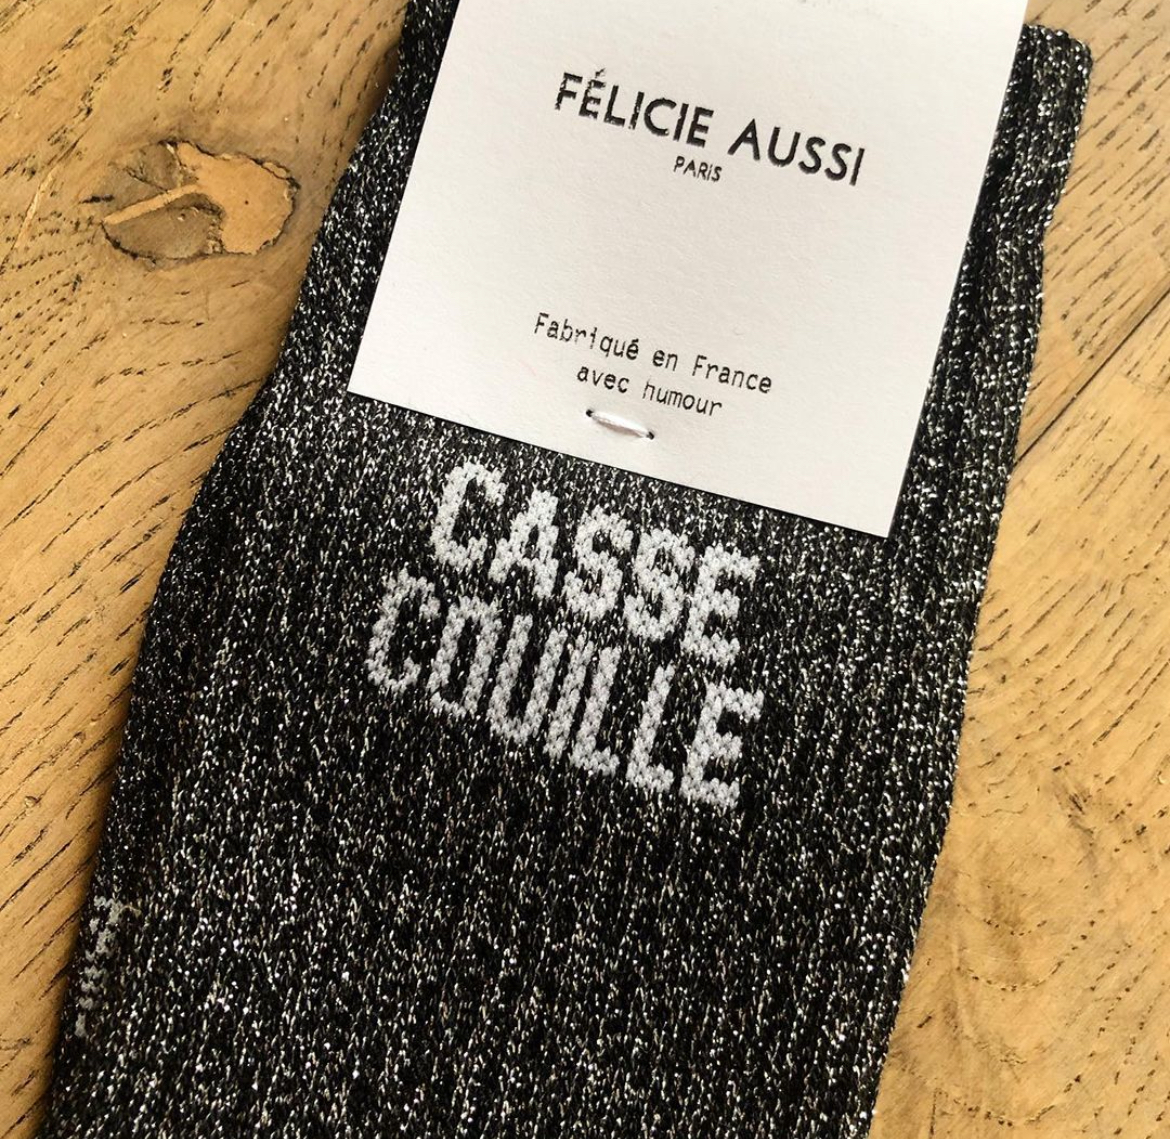 FÉLICIE AUSSI
PARIS
Fabriqué en France
avec humour
CASSE
COUILLE